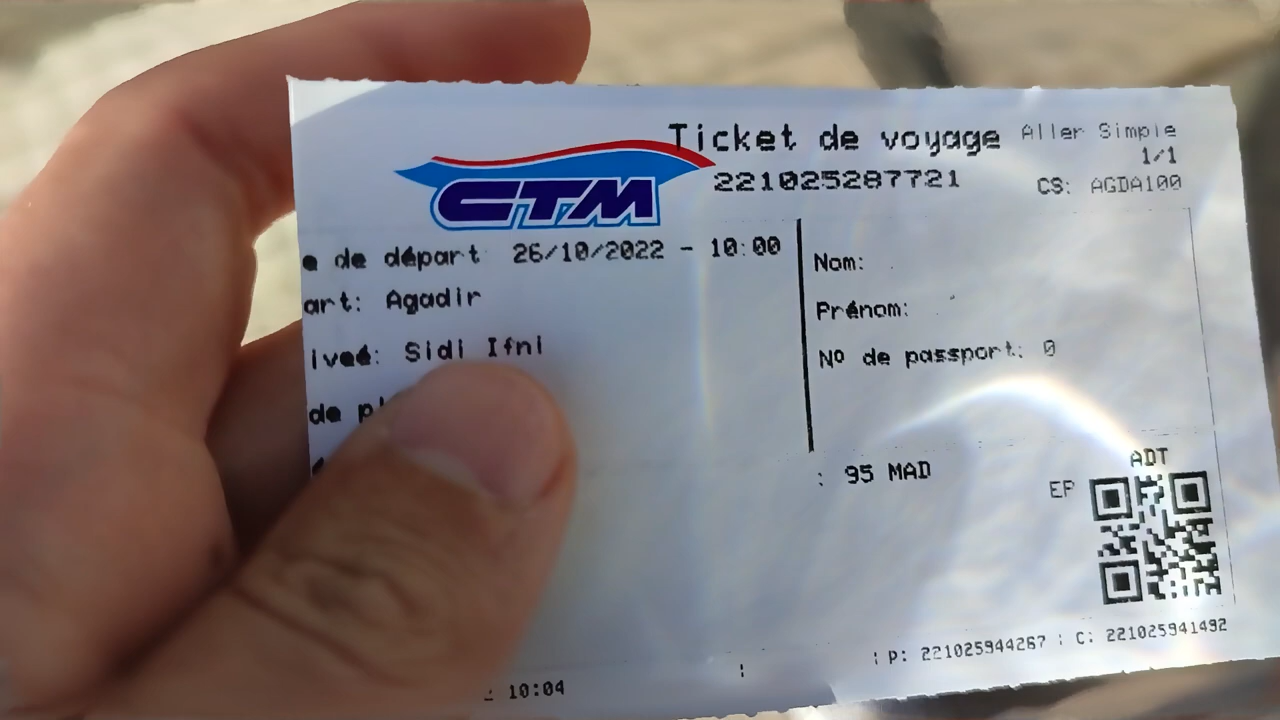 Ticket de voyage Aller Simple
1/1
CTM
221025287721
CS: AGDA100
de départ 26/10/2022 - 10:00
art: Agadir
Sidi Ifni
de
Nom:
Prénom:
Nº de passport: 0
: 95 MAD
ADT
EP
: P: 221025944267 : C: 221025941492
10:04